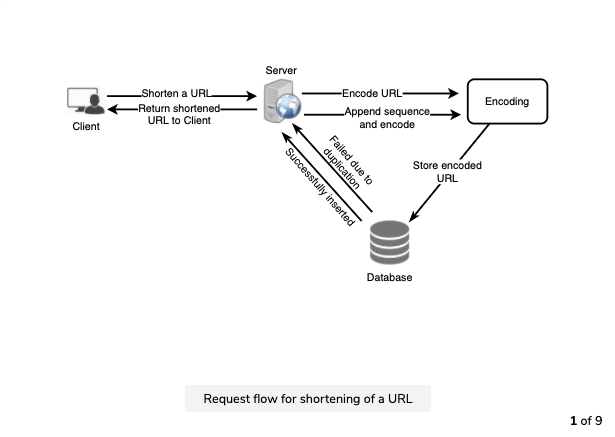 Server
Shorten a URL
Return shortened
URL to Client
Client
Encode URL
Append sequence
and encode
Encoding
Failed due to
duplication
Successfully inserted
Store encoded
URL
Database
Request flow for shortening of a URL
1 of 9